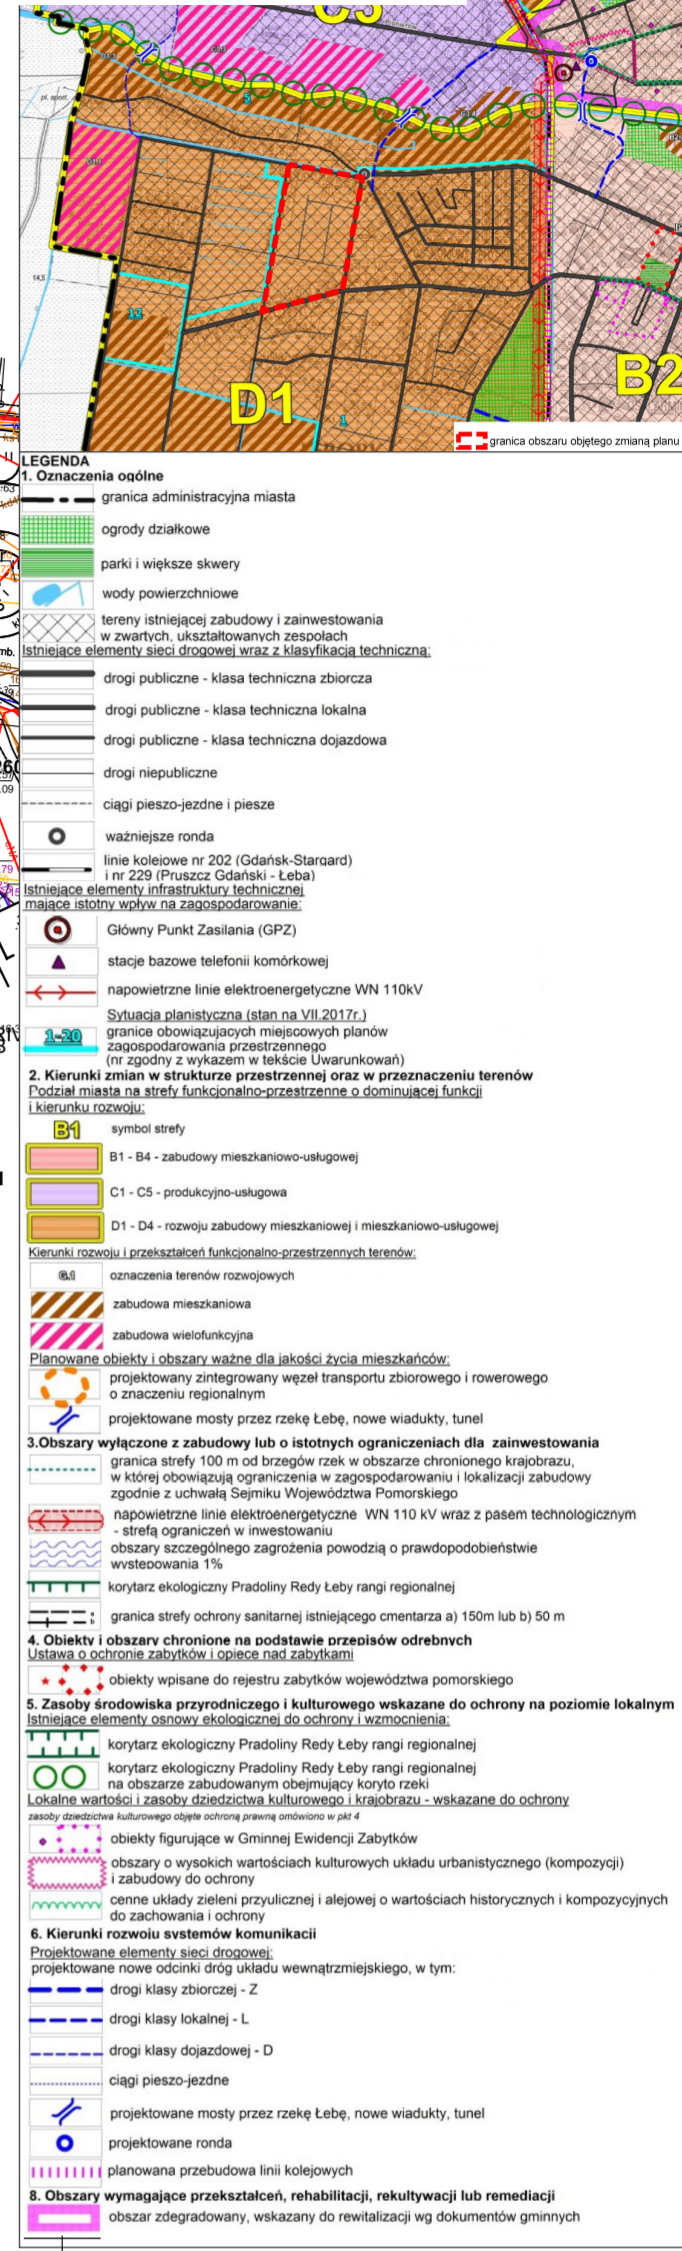 C3
pl. sport.
5
14,5
12
D1
1
B2
granica obszaru objętego zmianą planu
LEGENDA
1. Oznaczenia ogólne
granica administracyjna miasta
ogrody działkowe
parki i większe skwery
wody powierzchniowe
tereny istniejącej zabudowy i zainwestowania
w zwartych, ukształtowanych zespołach
Istniejące elementy sieci drogowej wraz z klasyfikacją techniczną:
drogi publiczne - klasa techniczna zbiorcza
drogi publiczne - klasa techniczna lokalna
drogi publiczne - klasa techniczna dojazdowa
drogi niepubliczne
ciągi pieszo-jezdne i piesze
ważniejsze ronda
linie kolejowe nr 202 (Gdańsk-Stargard)
i nr 229 (Pruszcz Gdański - Łeba)
Istniejące elementy infrastruktury technicznej
mające istotny wpływ na zagospodarowanie:
Główny Punkt Zasilania (GPZ)
stacje bazowe telefonii komórkowej
napowietrzne linie elektroenergetyczne WN 110kV
Sytuacja planistyczna (stan na VII.2017r.)
1-20
granice obowiązujacych miejscowych planów
zagospodarowania przestrzennego
(nr zgodny z wykazem w tekście Uwarunkowań)
2. Kierunki zmian w strukturze przestrzennej oraz w przeznaczeniu terenów
Podział miasta na strefy funkcjonalno-przestrzenne o dominującej funkcji
i kierunku rozwoju:
B1 symbol strefy
B1 - B4 - zabudowy mieszkaniowo-usługowej
C1 - C5 - produkcyjno-usługowa
D1 - D4 - rozwoju zabudowy mieszkaniowej i mieszkaniowo-usługowej
Kierunki rozwoju i przekształceń funkcjonalno-przestrzennych terenów:
G.1 oznaczenia terenów rozwojowych
zabudowa mieszkaniowa
zabudowa wielofunkcyjna
Planowane obiekty i obszary ważne dla jakości życia mieszkańców:
projektowany zintegrowany węzeł transportu zbiorowego i rowerowego
o znaczeniu regionalnym
projektowane mosty przez rzekę Łebę, nowe wiadukty, tunel
3.Obszary wyłączone z zabudowy lub o istotnych ograniczeniach dla zainwestowania
granica strefy 100 m od brzegów rzek w obszarze chronionego krajobrazu,
w której obowiązują ograniczenia w zagospodarowaniu i lokalizacji zabudowy
zgodnie z uchwałą Sejmiku Województwa Pomorskiego
napowietrzne linie elektroenergetyczne WN 110 kV wraz z pasem technologicznym
- strefą ograniczeń w inwestowaniu
obszary szczególnego zagrożenia powodzią o prawdopodobieństwie
występowania 1%
korytarz ekologiczny Pradoliny Redy Łeby rangi regionalnej
a
b
granica strefy ochrony sanitarnej istniejącego cmentarza a) 150m lub b) 50 m
4. Obiekty i obszary chronione na podstawie przepisów odrębnych
Ustawa o ochronie zabytków i opiece nad zabytkami
obiekty wpisane do rejestru zabytków województwa pomorskiego
5. Zasoby środowiska przyrodniczego i kulturowego wskazane do ochrony na poziomie lokalnym
Istniejące elementy osnowy ekologicznej do ochrony i wzmocnienia:
korytarz ekologiczny Pradoliny Redy Łeby rangi regionalnej
korytarz ekologiczny Pradoliny Redy Łeby rangi regionalnej
na obszarze zabudowanym obejmujący koryto rzeki
Lokalne wartości i zasoby dziedzictwa kulturowego i krajobrazu - wskazane do ochrony
zasoby dziedzictwa kulturowego objęte ochroną prawną omówiono w pkt 4
obiekty figurujące w Gminnej Ewidencji Zabytków
obszary o wysokich wartościach kulturowych układu urbanistycznego (kompozycji)
i zabudowy do ochrony
cenne układy zieleni przyulicznej i alejowej o wartościach historycznych i kompozycyjnych
do zachowania i ochrony
6. Kierunki rozwoju systemów komunikacji
Projektowane elementy sieci drogowej:
projektowane nowe odcinki dróg układu wewnątrzmiejskiego, w tym:
drogi klasy zbiorczej - Z
drogi klasy lokalnej - L
drogi klasy dojazdowej - D
ciągi pieszo-jezdne
projektowane mosty przez rzekę Łebę, nowe wiadukty, tunel
projektowane ronda
planowana przebudowa linii kolejowych
8. Obszary wymagające przekształceń, rehabilitacji, rekultywacji lub remediacji
obszar zdegradowany, wskazany do rewitalizacji wg dokumentów gminnych